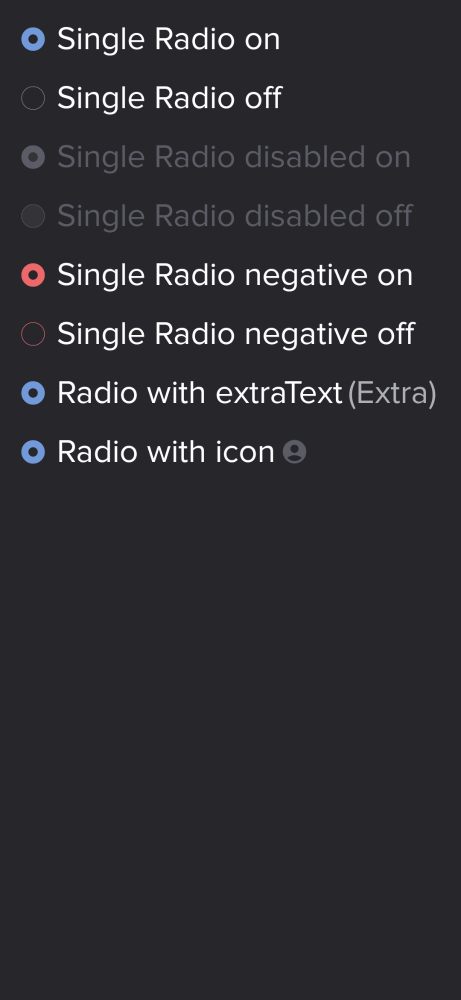 Single Radio on
Single Radio off
Single Radio disabled on
Single Radio disabled off
Single Radio negative on
Single Radio negative off
Radio with extraText (Extra)
Radio with icon